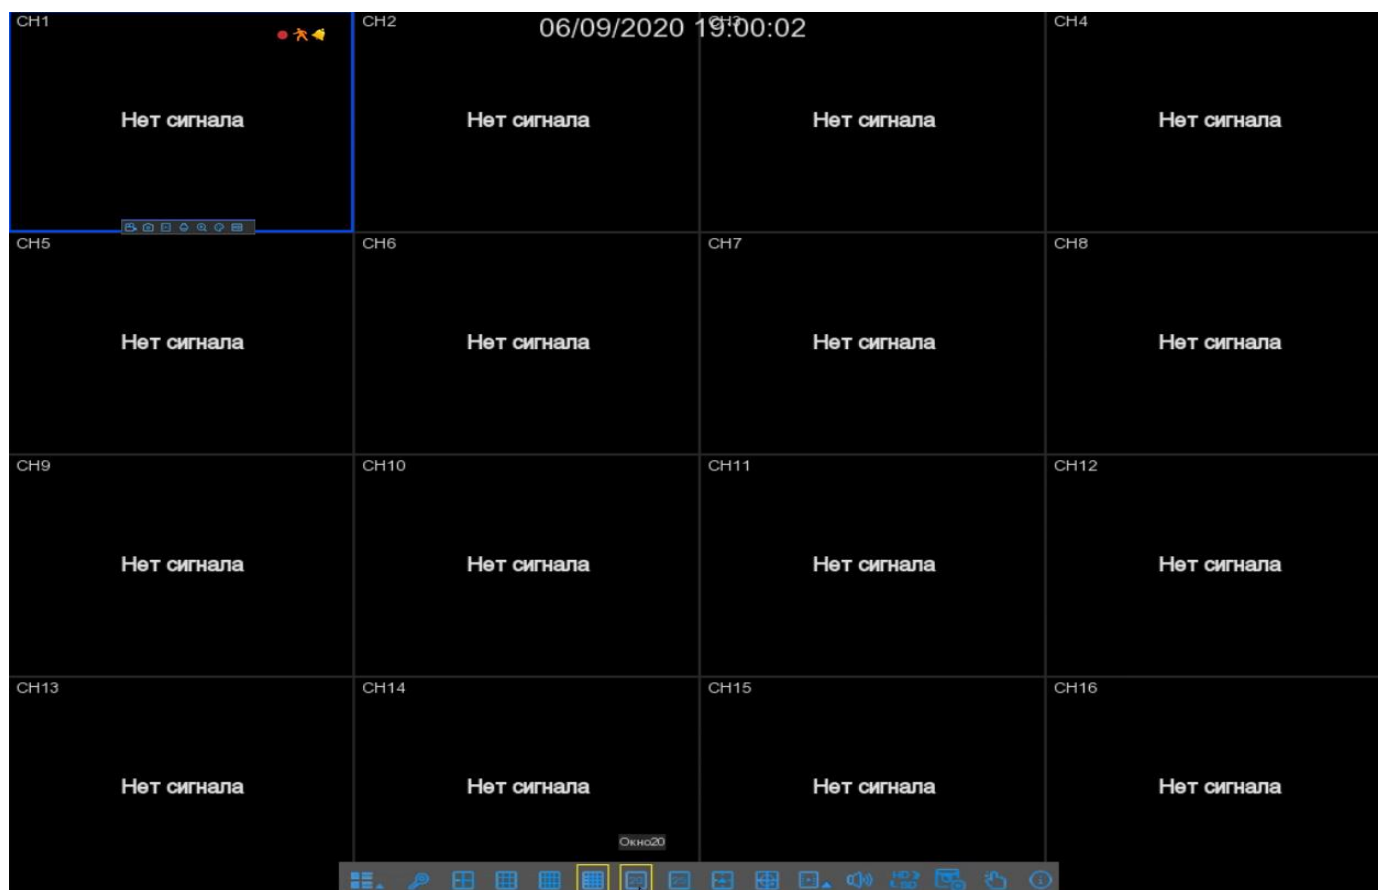 CH1
CH2
06/09/2020 19:00:02
CH4
Нет сигнала
Нет сигнала
Нет сигнала
Нет сигнала
CH5
CH6
CH7
CH8
Нет сигнала
Нет сигнала
Нет сигнала
Нет сигнала
CH9
CH10
CH11
CH12
Нет сигнала
Нет сигнала
Нет сигнала
Нет сигнала
CH13
CH14
CH15
CH16
Нет сигнала
Нет сигнала
Нет сигнала
Нет сигнала
Окно20